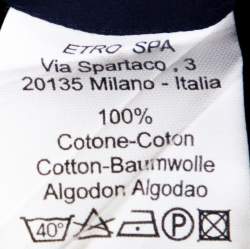 ETRO SPA
Via Spartaco , 3
20135 Milano - Italia
100%
Cotone-Coton
Cotton-Baumwolle
Algodon Algodao
40° P